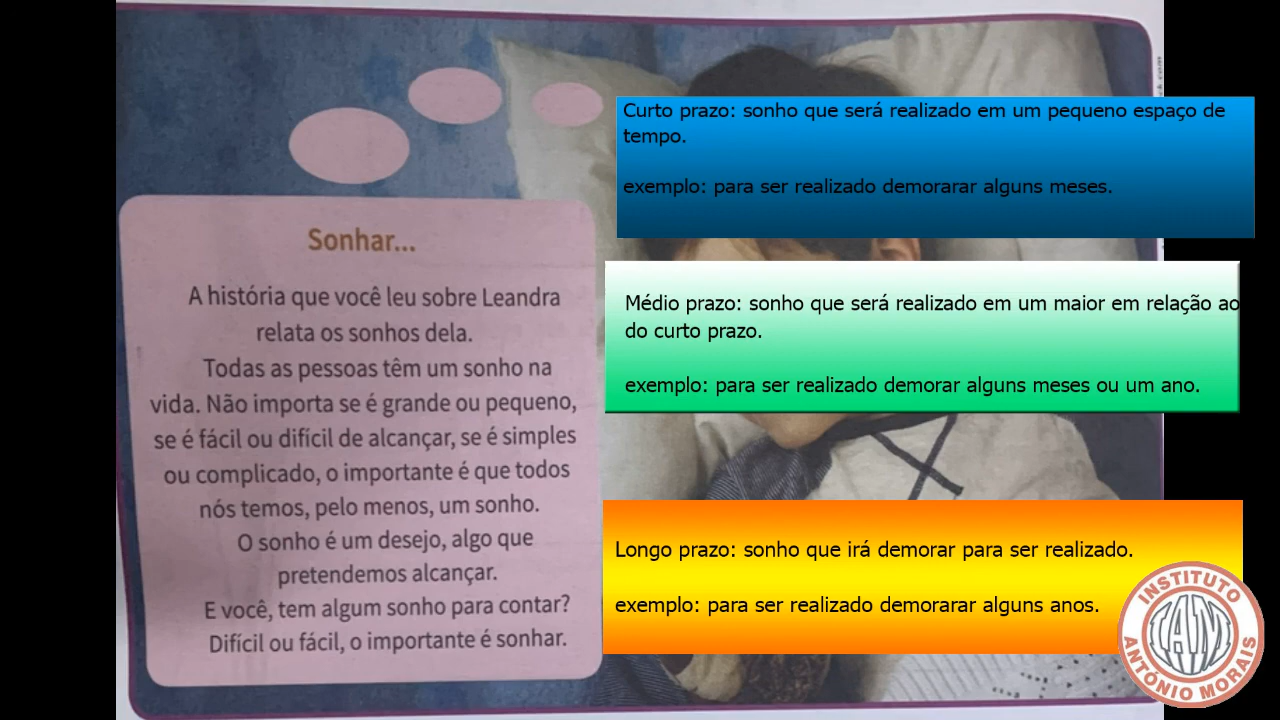 Sonhar...
A história que você leu sobre Leandra
relata os sonhos dela.
Todas as pessoas têm um sonho na
vida. Não importa se é grande ou pequeno,
se é fácil ou difícil de alcançar, se é simples
ou complicado, o importante é que todos
nós temos, pelo menos, um sonho.
O sonho é um desejo, algo que
pretendemos alcançar.
E você, tem algum sonho para contar?
Difícil ou fácil, o importante é sonhar.
Curto prazo: sonho que será realizado em um pequeno espaço de
tempo.
exemplo: para ser realizado demorarar alguns meses.
Médio prazo: sonho que será realizado em um maior em relação ao
do curto prazo.
exemplo: para ser realizado demorar alguns meses ou um ano.
Longo prazo: sonho que irá demorar para ser realizado.
exemplo: para ser realizado demorarar alguns anos.
INSTITUTO
IAM
ANTÓNIO MORAIS